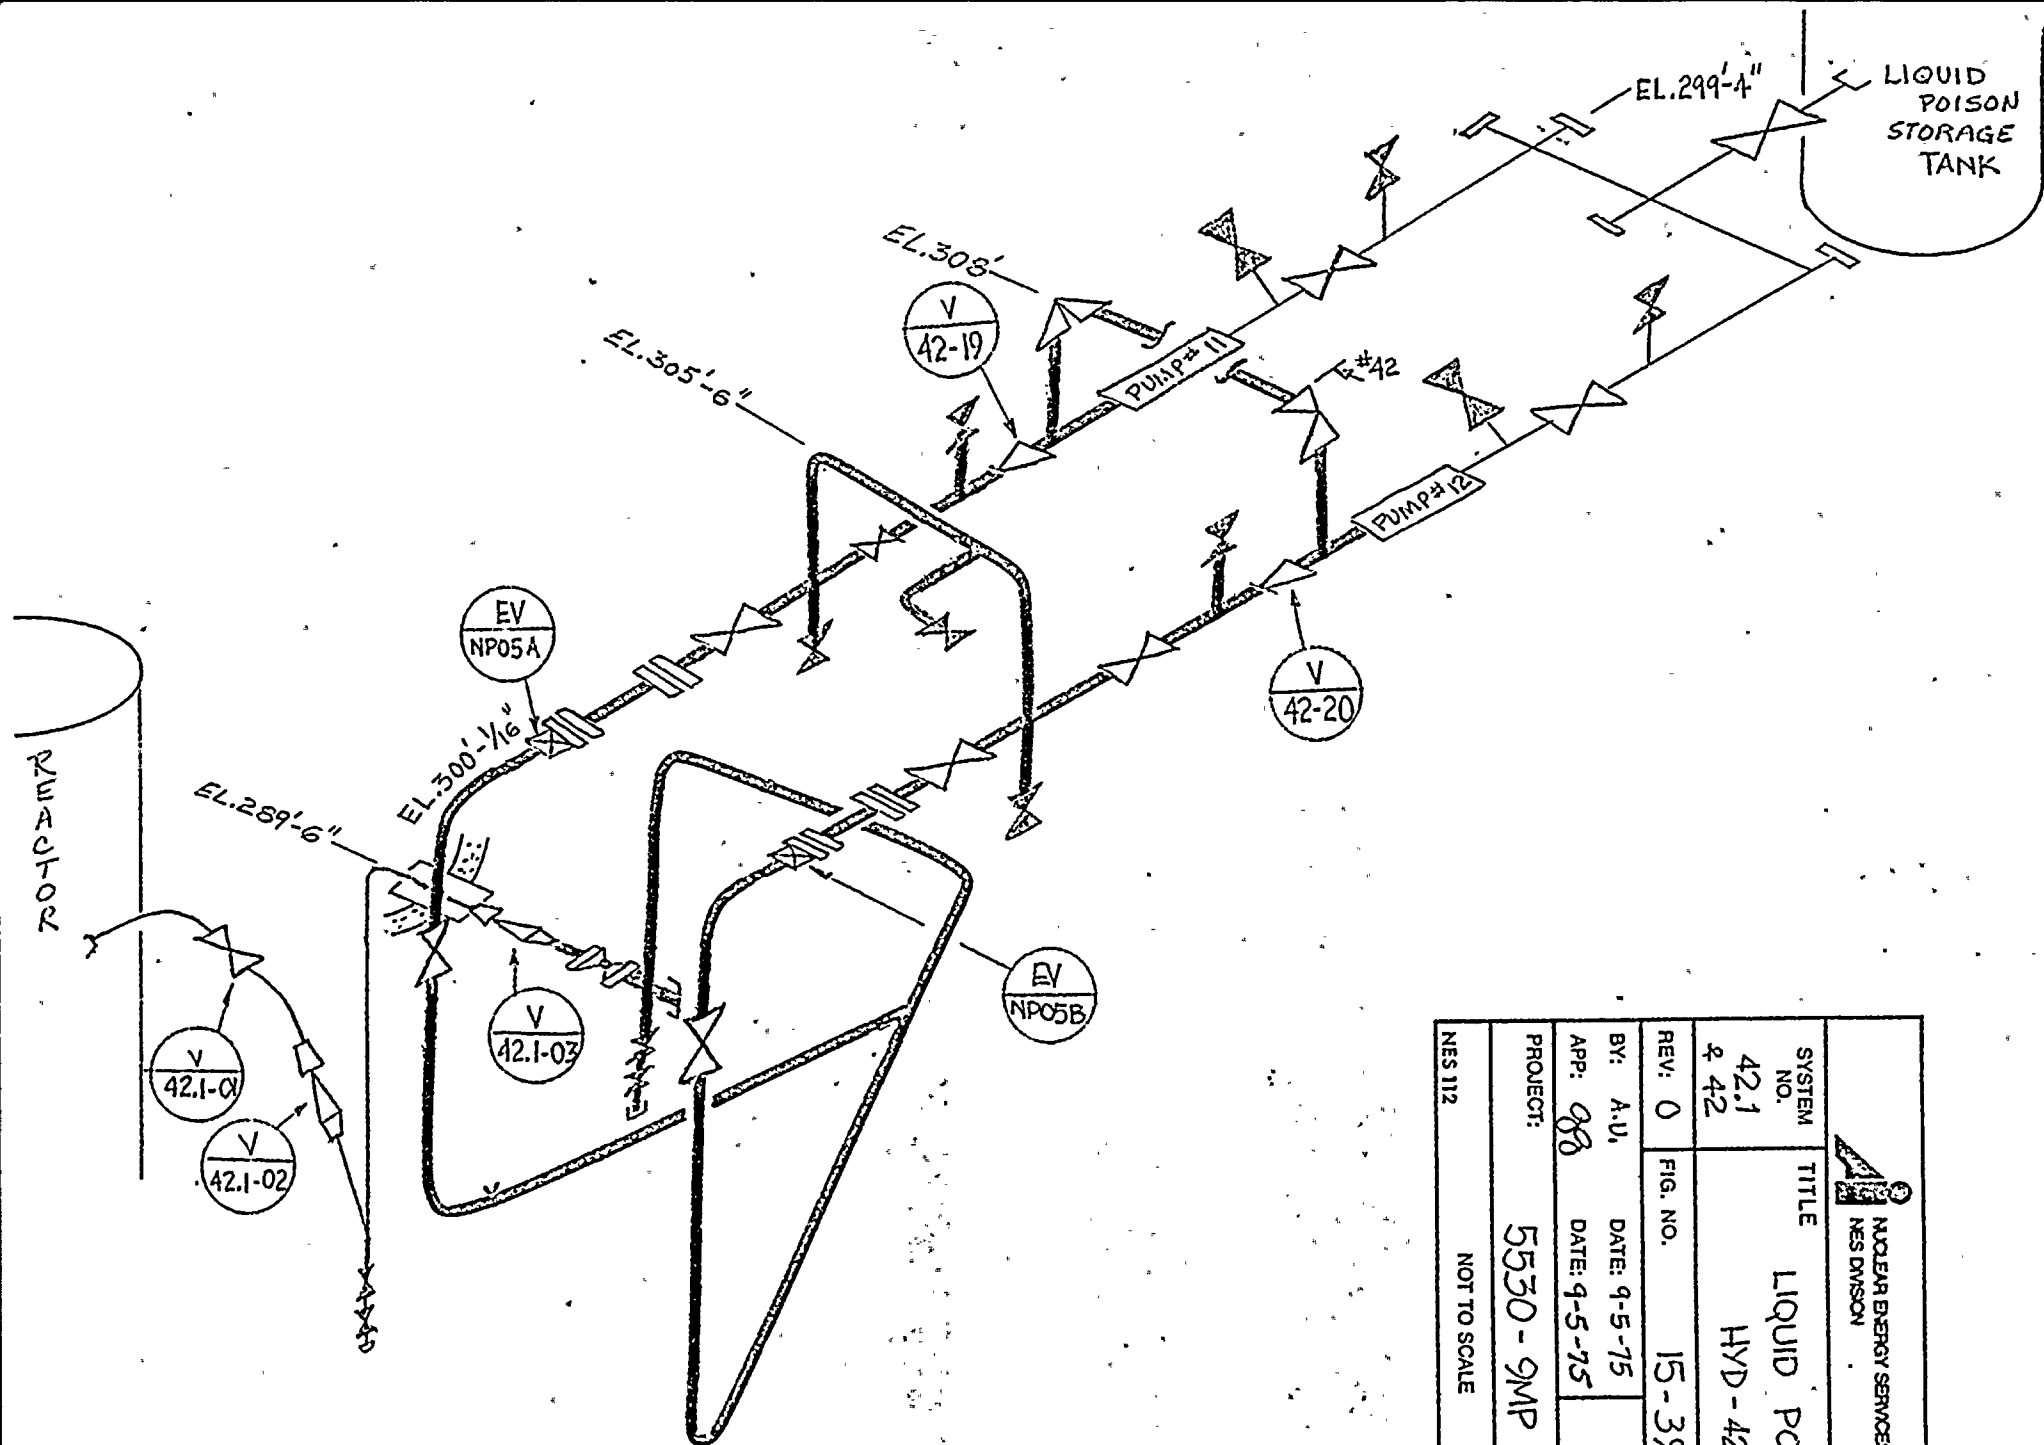 LIQUID
POISON
STORAGE
TANK
EL.299'-4"
EL.308'
V
42-19
EL.305'-6"
PUMP# 11
#42
PUMP# 12
EV
NP05A
V
42-20
EL.300'-1/16"
EL.289'-6"
REACTOR
EV
NP05B
V
42.1-03
V
42.1-01
V
42.1-02
NUCLEAR ENERGY SERVICES
NES DIVISION
SYSTEM
NO.
42.1
& 42
TITLE
LIQUID
HYD-42
REV: 0
FIG. NO.
BY: A.U.
DATE: 9-5-75
APP:
DATE: 9-5-75
PROJECT:
5530-9MP
NES 112
NOT TO SCALE